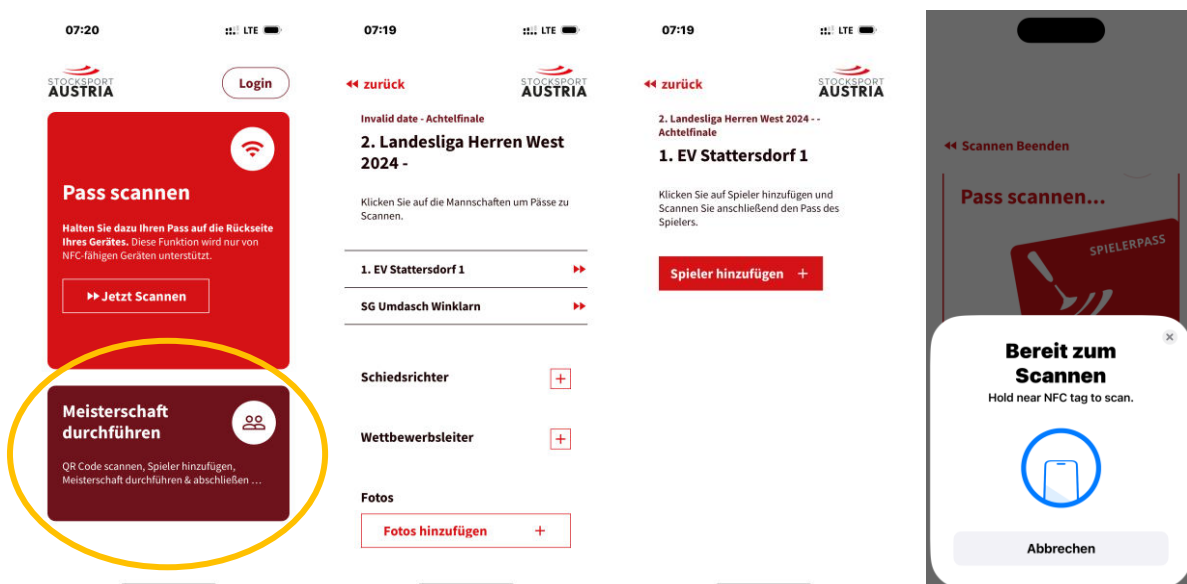 07:20
LTE
STOCKSPORT
AUSTRIA
Login
Pass scannen
Halten Sie dazu Ihren Pass auf die Rückseite
Ihres Gerätes. Diese Funktion wird nur von
NFC-fähigen Geräten unterstützt.
Jetzt Scannen
Meisterschaft
durchführen
QR Code scannen, Spieler hinzufügen,
Meisterschaft durchführen & abschließen ...
07:19
LTE
zurück
STOCKSPORT
AUSTRIA
Invalid date - Achtelfinale
2. Landesliga Herren West
2024 -
Klicken Sie auf die Mannschaften um Pässe zu
Scannen.
1. EV Stattersdorf 1
SG Umdasch Winklarn
Schiedsrichter +
Wettbewerbsleiter +
Fotos
Fotos hinzufügen +
07:19
LTE
zurück
STOCKSPORT
AUSTRIA
2. Landesliga Herren West 2024 - -
Achtelfinale
1. EV Stattersdorf 1
Klicken Sie auf Spieler hinzufügen und
Scannen Sie anschließend den Pass des
Spielers.
Spieler hinzufügen +
Scannen Beenden
Pass scannen...
SPIELERPASS
Bereit zum
Scannen
Hold near NFC tag to scan.
Abbrechen